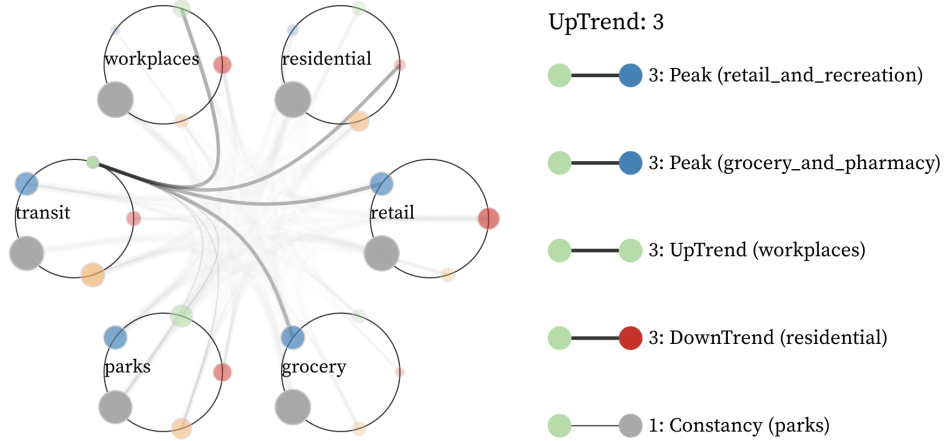 workplaces
residential
transit
retail
parks
grocery
UpTrend: 3
3: Peak (retail_and_recreation)
3: Peak (grocery_and_pharmacy)
3: UpTrend (workplaces)
3: DownTrend (residential)
1: Constancy (parks)